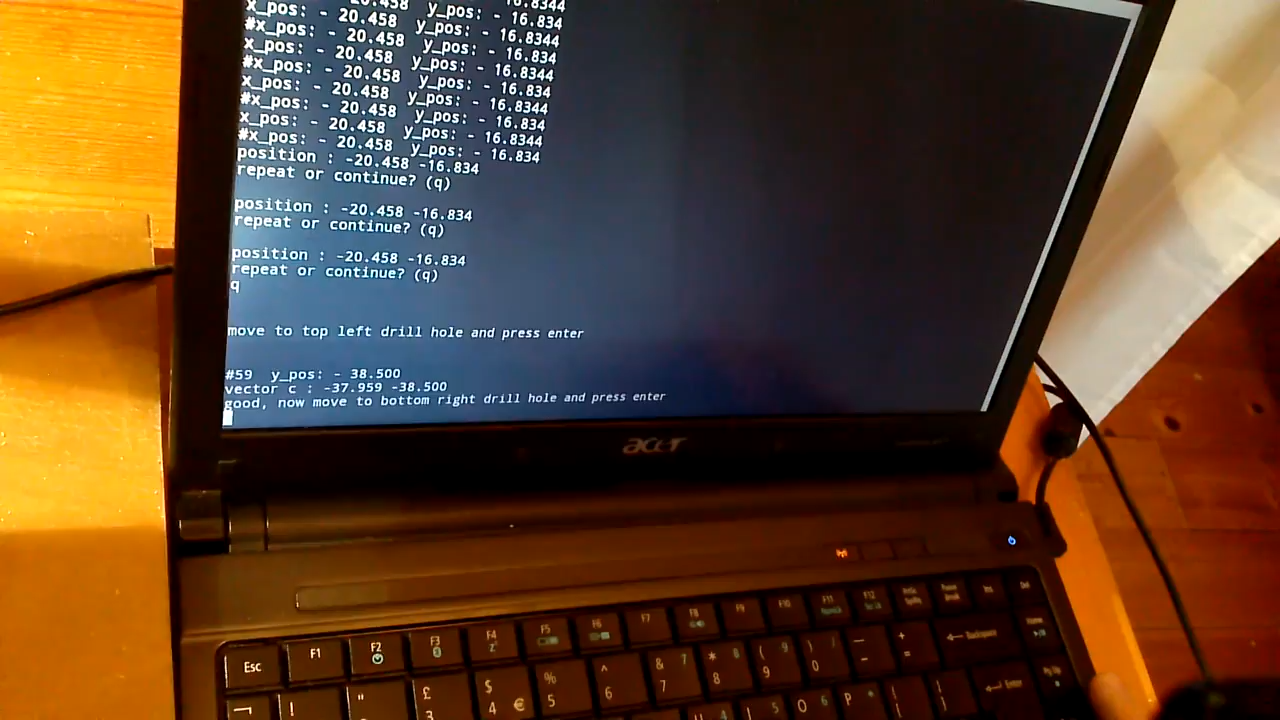 x_pos: - 20.458 y_pos: - 16.834
#x_pos: - 20.458 y_pos: - 16.8344
x_pos: - 20.458 y_pos: - 16.834
#x_pos: - 20.458 y_pos: - 16.8344
x_pos: - 20.458 y_pos: - 16.834
#x_pos: - 20.458 y_pos: - 16.8344
x_pos: - 20.458 y_pos: - 16.834
#x_pos: - 20.458 y_pos: - 16.8344
position : -20.458 -16.834
repeat or continue? (q)
position : -20.458 -16.834
repeat or continue? (q)
position : -20.458 -16.834
repeat or continue? (q)
q
move to top left drill hole and press enter
#59 y_pos: - 38.500
vector c : -37.959 -38.500
good, now move to bottom right drill hole and press enter
acer
Esc F1 F2 F3 F4 F5 F6 F7 F8 F9 F10 F11 F12
! " £ 3 $ 4 € % 5 ^ 6 & 7 7 * 8 8 ( 9 9 ) 0 - + = Backspace Home
U I 5 O 6 P * [ ] Enter